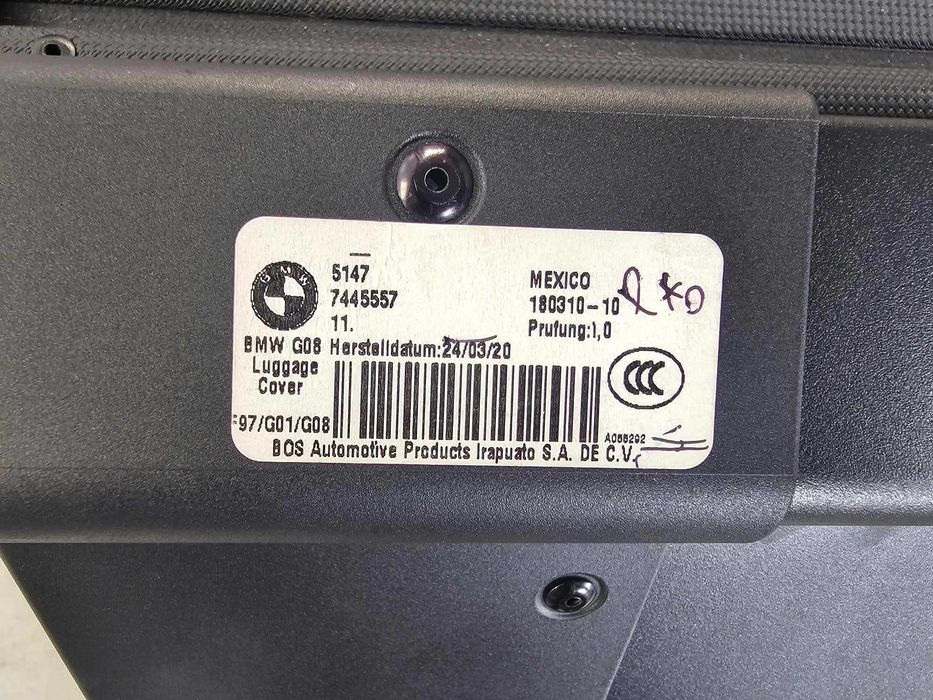 BMW
5147
7445557
11.
MEXICO
180310-10
Prufung:1,0
BMW G08 Herstelldatum:24/03/20
Luggage
Cover
F97/G01/G08
CCC
A088292
BOS Automotive Products Irapuato S.A. DE C.V.